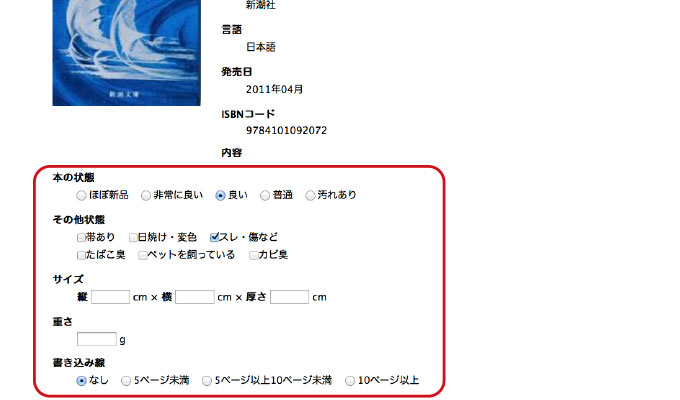 新潮社
言語
日本語
発売日
2011年04月
ISBNコード
9784101092072
内容
新潮文庫
本の状態
ほぼ新品 非常に良い 良い 普通 汚れあり
その他状態
帯あり 日焼け・変色 スレ・傷など
たばこ臭 ペットを飼っている カビ臭
サイズ
縦 cm × 横 cm × 厚さ cm
重さ
g
書き込み線
なし 5ページ未満 5ページ以上10ページ未満 10ページ以上